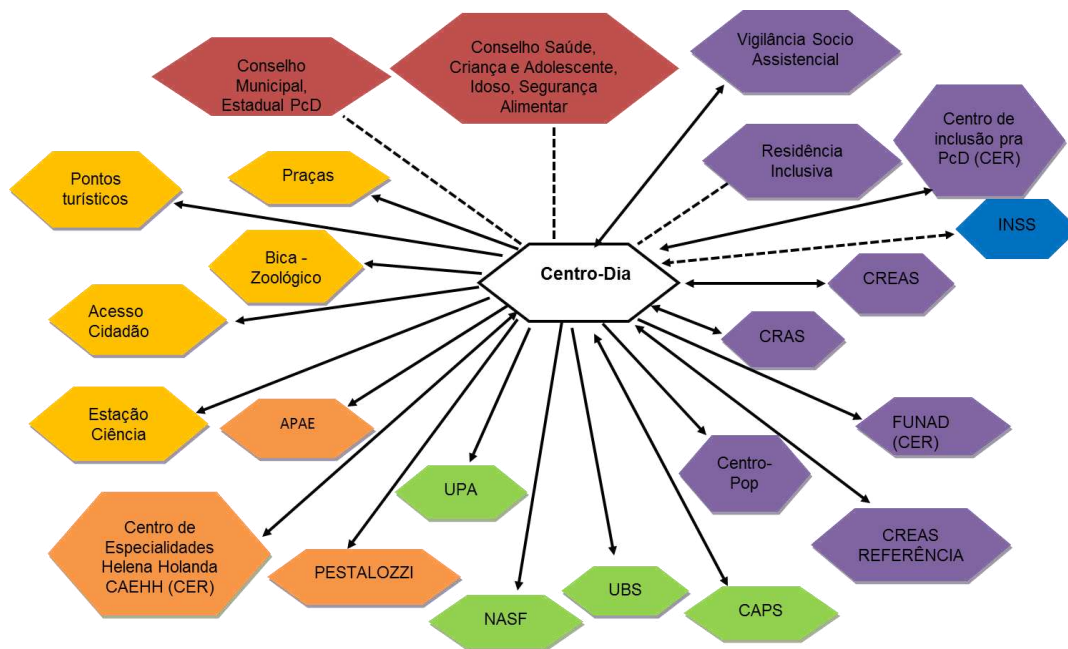 Conselho
Municipal,
Estadual PcD
Conselho Saúde,
Criança e Adolescente,
Idoso, Segurança
Alimentar
Vigilância Socio
Assistencial
Centro de
inclusão pra
PcD (CER)
Residência
Inclusiva
Pontos
turísticos
Praças
INSS
Bica -
Zoológico
Centro-Dia
CREAS
Acesso
Cidadão
CRAS
Estação
Ciência
APAE
FUNAD
(CER)
Centro-
Pop
UPA
Centro de
Especialidades
Helena Holanda
CAEHH (CER)
CREAS
REFERÊNCIA
PESTALOZZI
UBS
CAPS
NASF